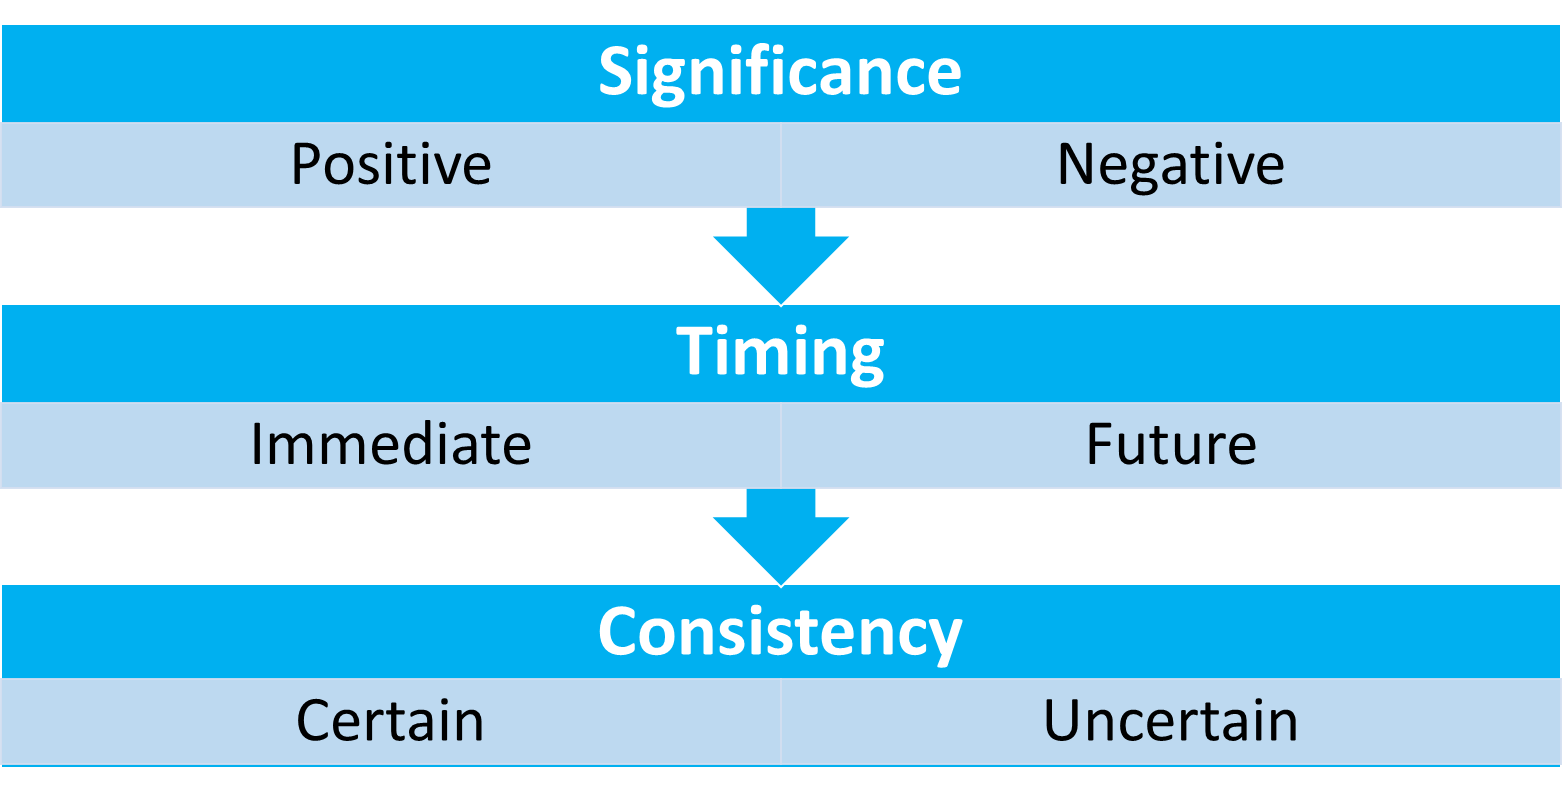 Significance
Positive Negative
Timing
Immediate Future
Consistency
Certain Uncertain